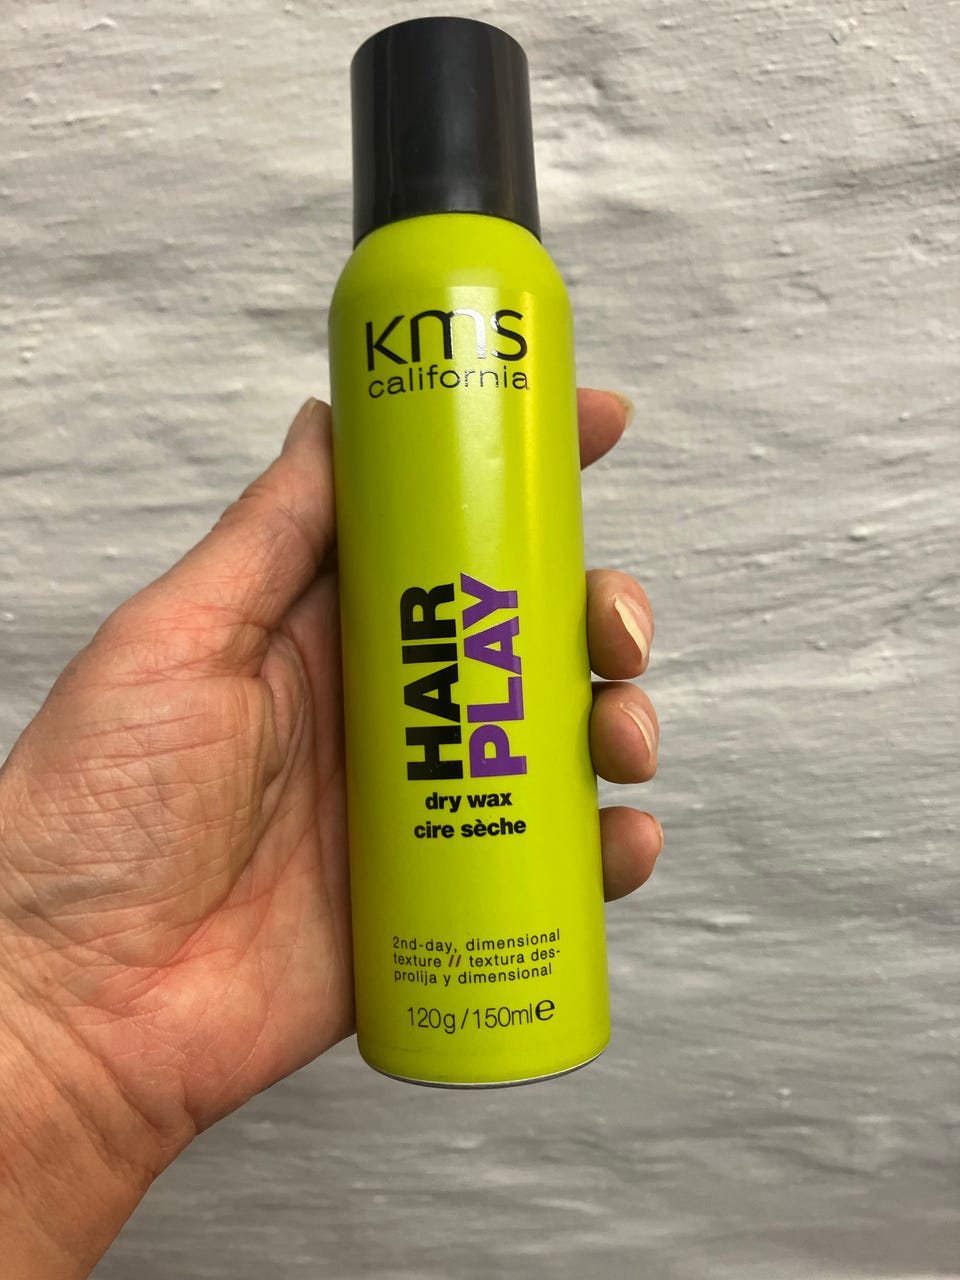 kms
california
HAIR
PLAY
dry wax
cire sèche
2nd-day, dimensional
texture // textura des-
prolija y dimensional
120g/150ml℮